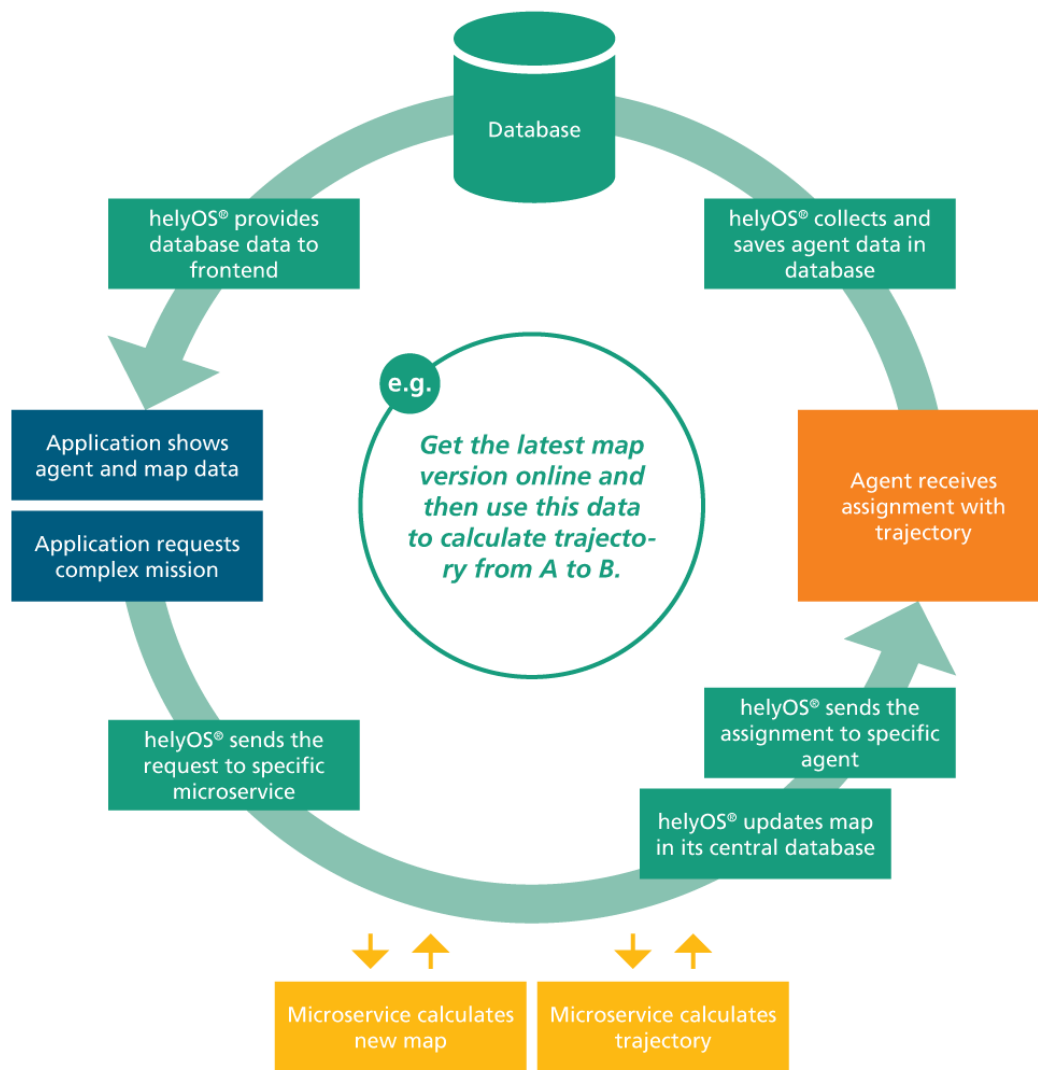 Database
helyOS® provides
database data to
frontend
helyOS® collects and
saves agent data in
database
e.g.
Get the latest map
version online and
then use this data
to calculate trajecto-
ry from A to B.
Application shows
agent and map data
Application requests
complex mission
Agent receives
assignment with
trajectory
helyOS® sends the
request to specific
microservice
helyOS® sends the
assignment to specific
agent
helyOS® updates map
in its central database
Microservice calculates
new map
Microservice calculates
trajectory